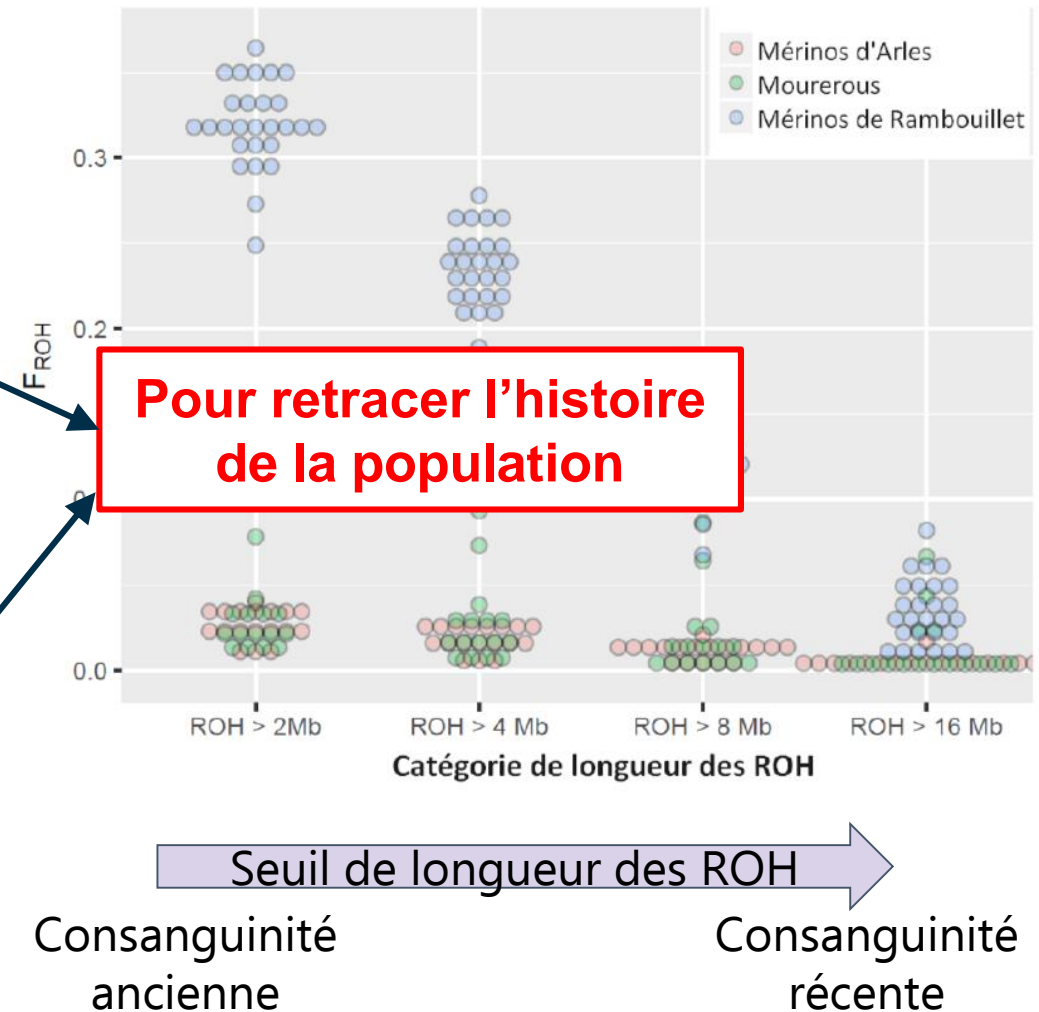 Mérinos d'Arles
Mourerous
Mérinos de Rambouillet
0.3
0.2
0.0
F_ROH
Pour retracer l'histoire
de la population
ROH > 2Mb
ROH > 4 Mb
ROH > 8 Mb
ROH > 16 Mb
Catégorie de longueur des ROH
Seuil de longueur des ROH
Consanguinité
ancienne
Consanguinité
récente